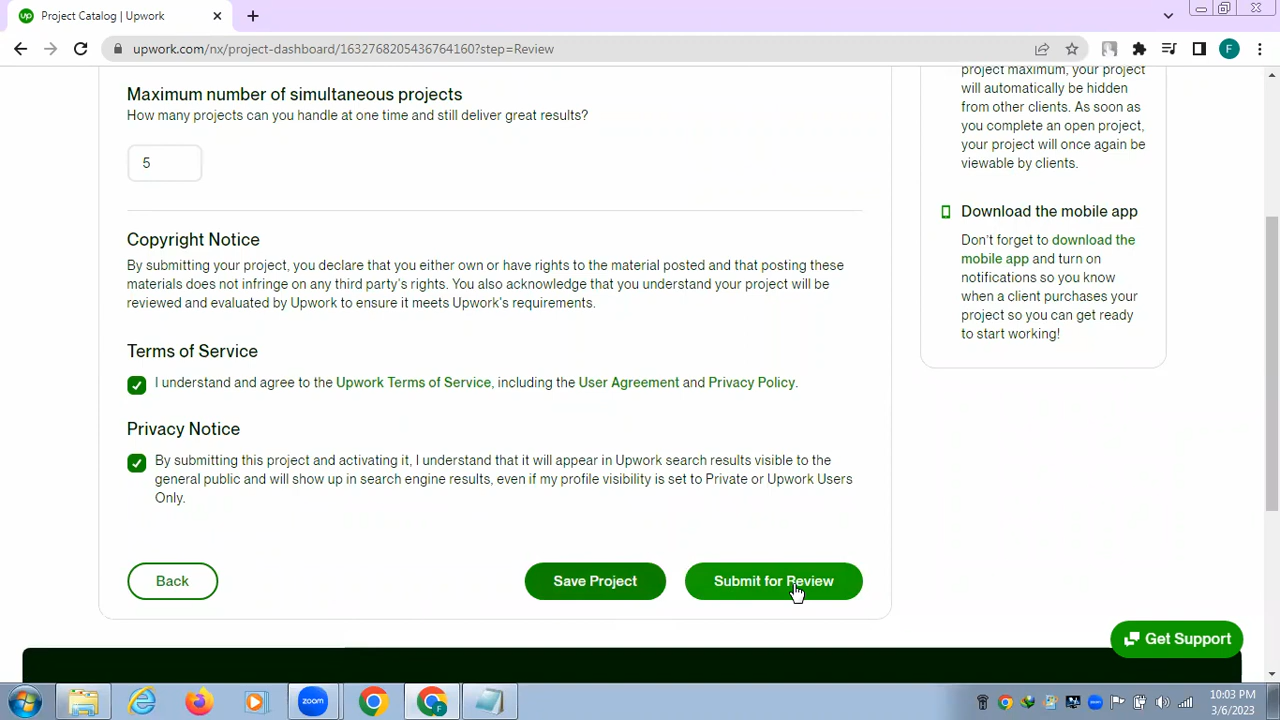 up Project Catalog | Upwork
upwork.com/nx/project-dashboard/1632768205436764160?step=Review
F
Maximum number of simultaneous projects
How many projects can you handle at one time and still deliver great results?
5
Copyright Notice
By submitting your project, you declare that you either own or have rights to the material posted and that posting these
materials does not infringe on any third party's rights. You also acknowledge that you understand your project will be
reviewed and evaluated by Upwork to ensure it meets Upwork's requirements.
Terms of Service
I understand and agree to the Upwork Terms of Service, including the User Agreement and Privacy Policy.
Privacy Notice
By submitting this project and activating it, I understand that it will appear in Upwork search results visible to the
general public and will show up in search engine results, even if my profile visibility is set to Private or Upwork Users
Only.
Back
Save Project
Submit for Review
project maximum, your project
will automatically be hidden
from other clients. As soon as
you complete an open project,
your project will once again be
viewable by clients.
Download the mobile app
Don't forget to download the
mobile app and turn on
notifications so you know
when a client purchases your
project so you can get ready
to start working!
Get Support
zoom
F
10:03 PM
3/6/2023